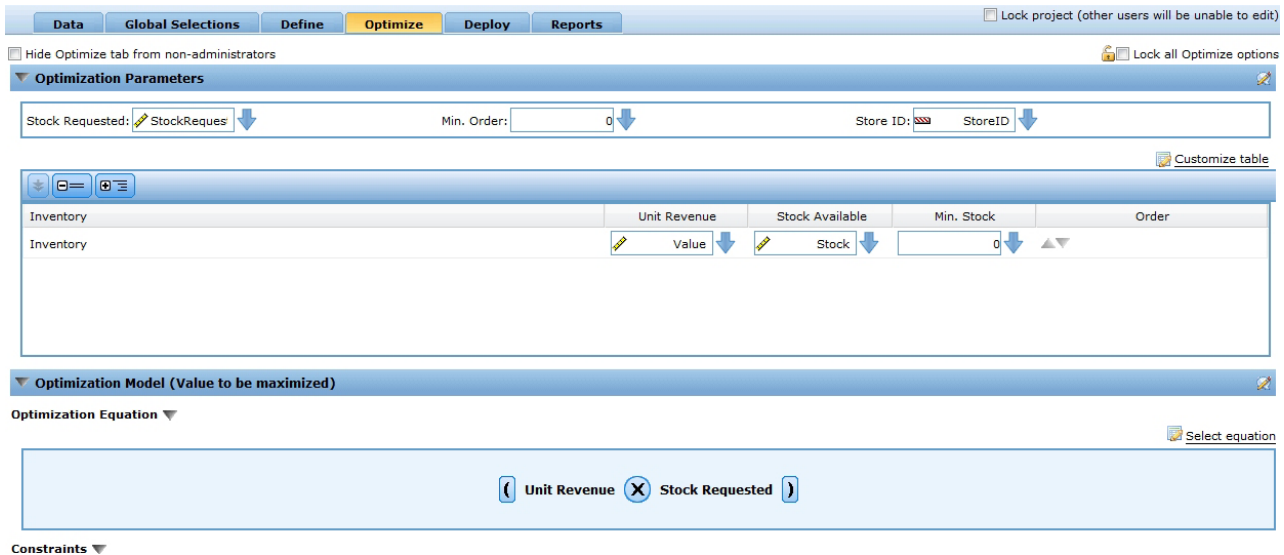 Data Global Selections Define Optimize Deploy Reports Lock project (other users will be unable to edit)
Hide Optimize tab from non-administrators Lock all Optimize options
Optimization Parameters
Stock Requested: StockReques Min. Order: 0 Store ID: StoreID
Customize table
Inventory Unit Revenue Stock Available Min. Stock Order
Inventory Value Stock 0
Optimization Model (Value to be maximized)
Optimization Equation
Select equation
( Unit Revenue X Stock Requested )
Constraints